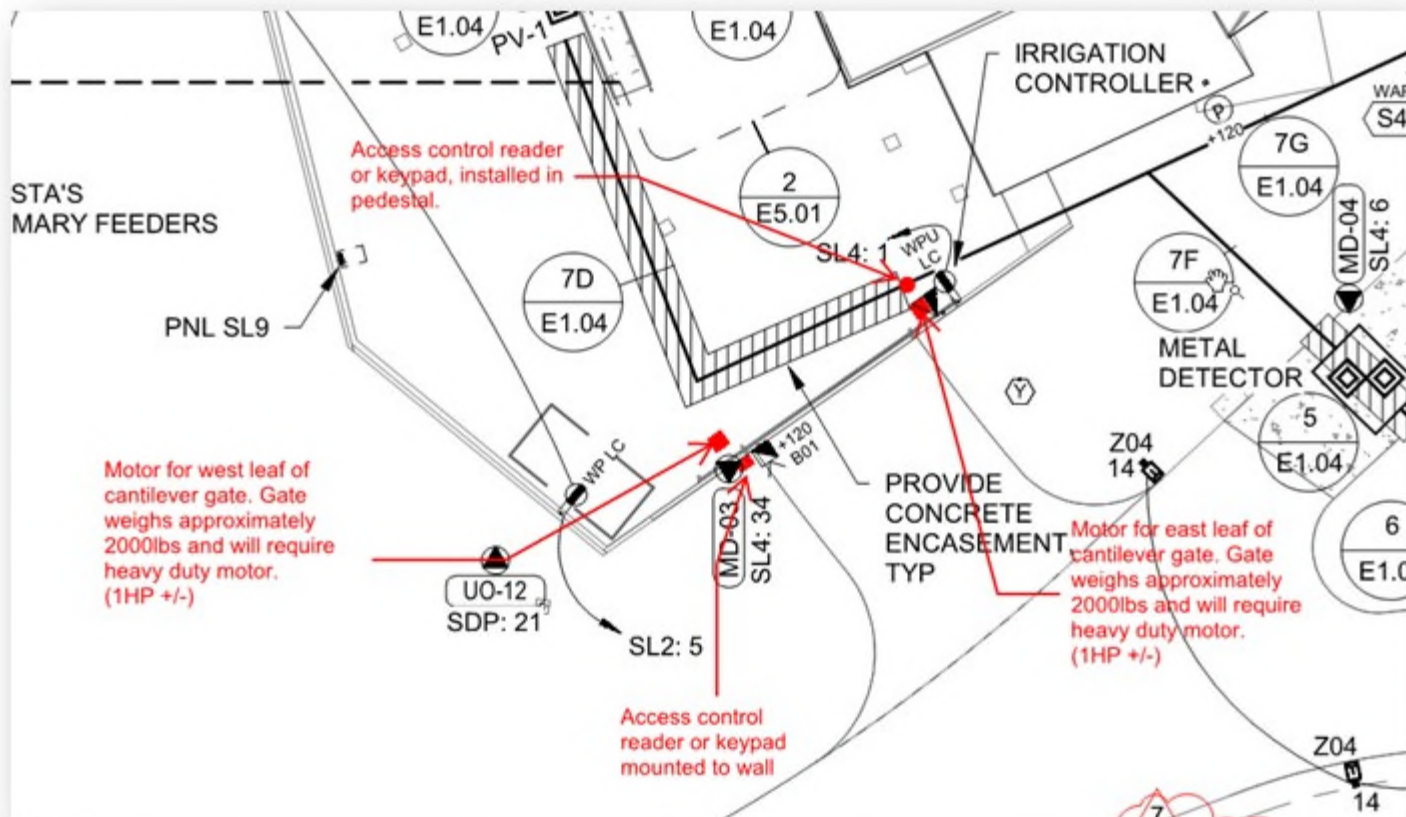 E1.04
PV-1
E1.04
IRRIGATION
CONTROLLER
P
+120
S4
7G
E1.04
MD-04
SL4: 6
Access control reader
or keypad, installed in
pedestal.
2
E5.01
STA'S
MARY FEEDERS
SL4: 1
WPU
LC
7F
E1.04
7D
E1.04
PNL SL9
METAL
DETECTOR
Y
5
E1.04
Z04
14
WP LC
+120
B01
MD-03
SL4: 34
PROVIDE
CONCRETE
ENCASEMENT,
TYP
Motor for west leaf of
cantilever gate. Gate
weighs approximately
2000lbs and will require
heavy duty motor.
(1HP +/-)
Motor for east leaf of
cantilever gate. Gate
weighs approximately
2000lbs and will require
heavy duty motor.
(1HP +/-)
6
UO-12
SDP: 21
SL2: 5
Access control
reader or keypad
mounted to wall
Z04
14
7